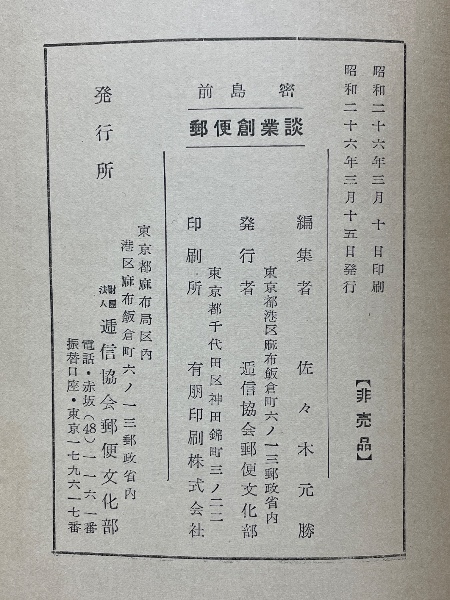 昭和二十六年三月十日印刷
昭和二十六年三月十五日発行
【非売品】
前島密
郵便創業談
編集者 佐々木元勝
東京都港区麻布飯倉町六ノ一三郵政省内
発行者 逓信協会郵便文化部
東京都千代田区神田錦町三ノ二二
印刷所 有朋印刷株式会社
発行所
東京都麻布局区内
港区麻布飯倉町六ノ一三郵政省内
財団法人 逓信協会郵便文化部
電話・赤坂(48)一一六一番
振替口座・東京一七九六一七番